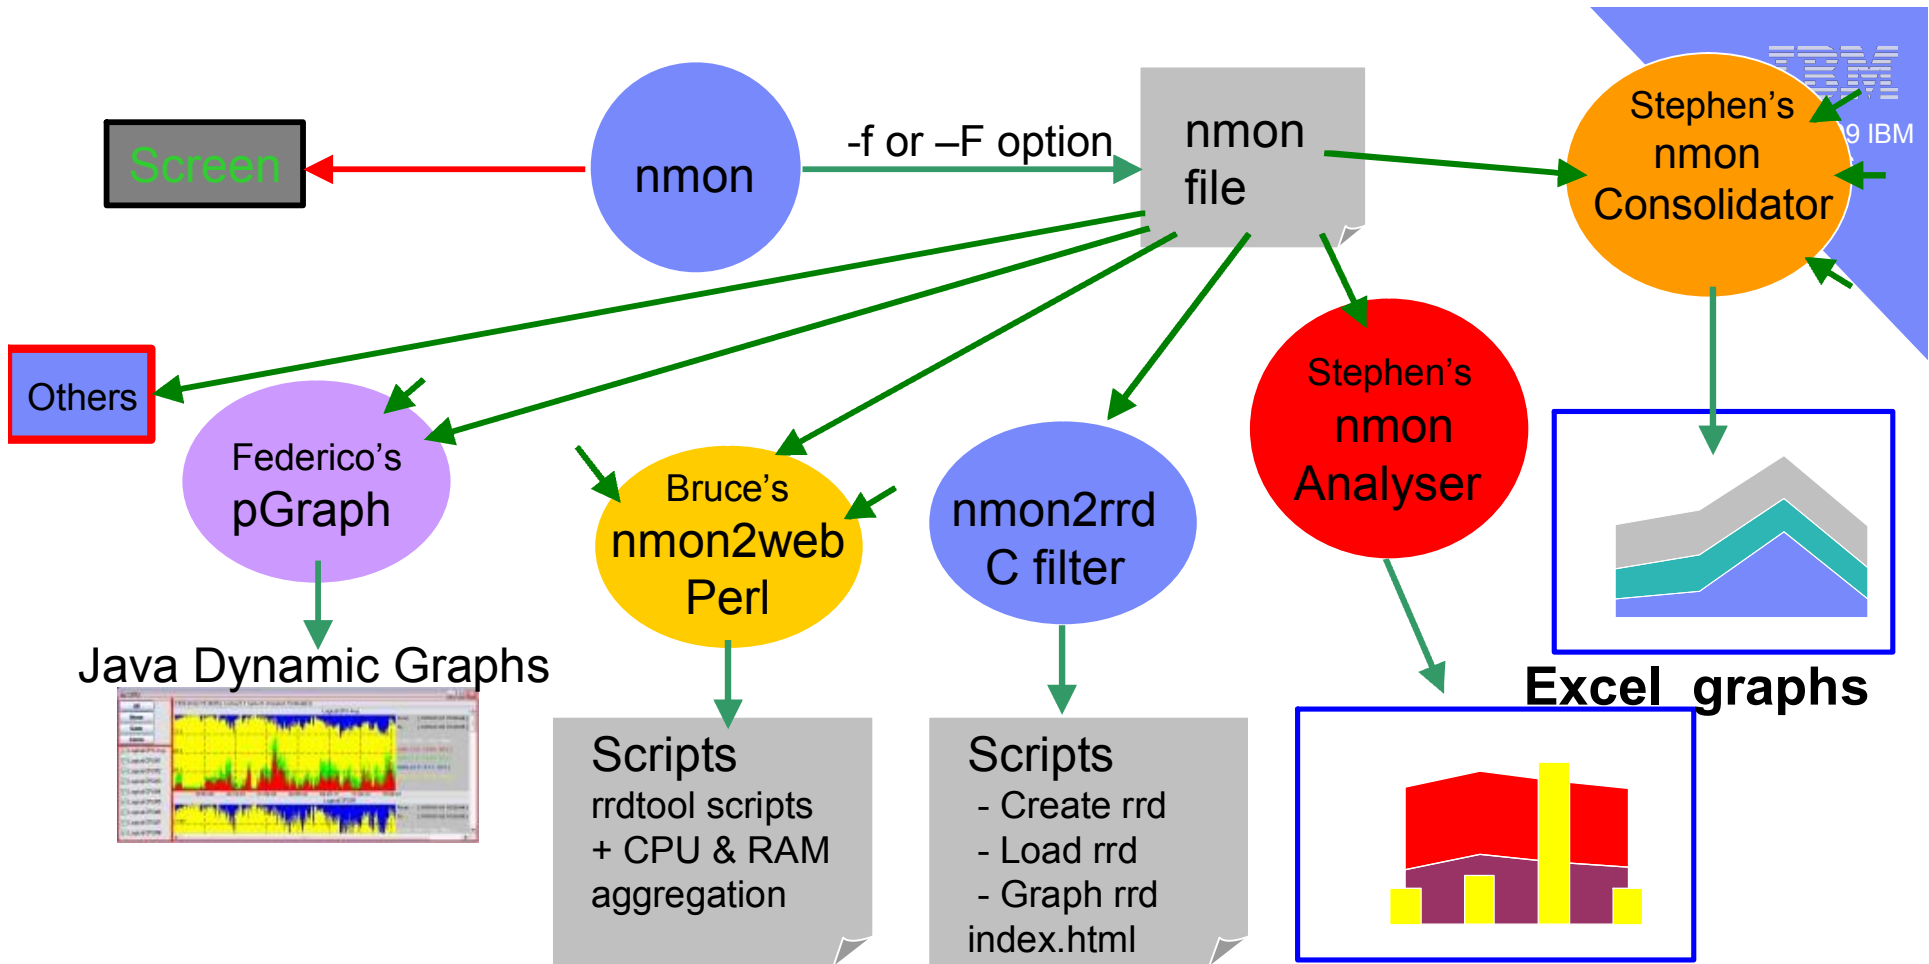 IBM
9 IBM
Screen
nmon
-f or –F option
nmon
file
Stephen's
nmon
Consolidator
Others
Federico's
pGraph
Bruce's
nmon2web
Perl
nmon2rrd
C filter
Stephen's
nmon
Analyser
Java Dynamic Graphs
Excel graphs
Scripts
rrdtool scripts
+ CPU & RAM
aggregation
Scripts
- Create rrd
- Load rrd
- Graph rrd
index.html